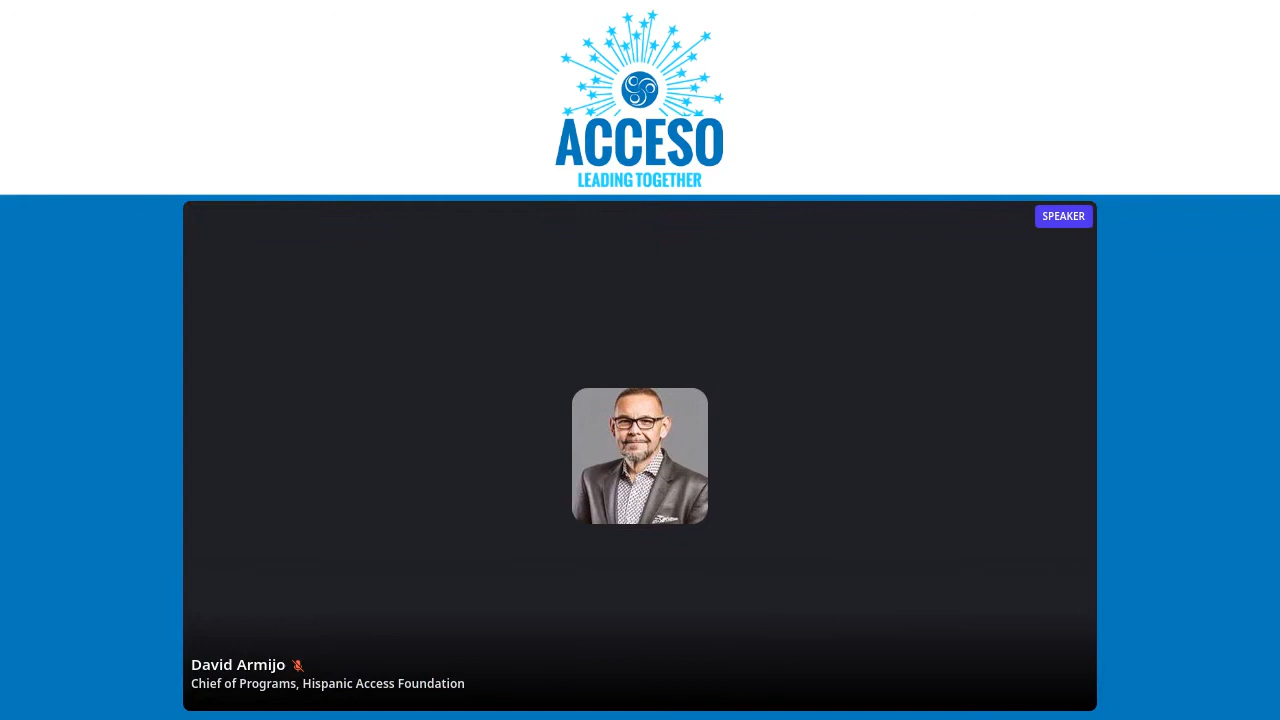 ACCESO
LEADING TOGETHER
SPEAKER
David Armijo
Chief of Programs, Hispanic Access Foundation